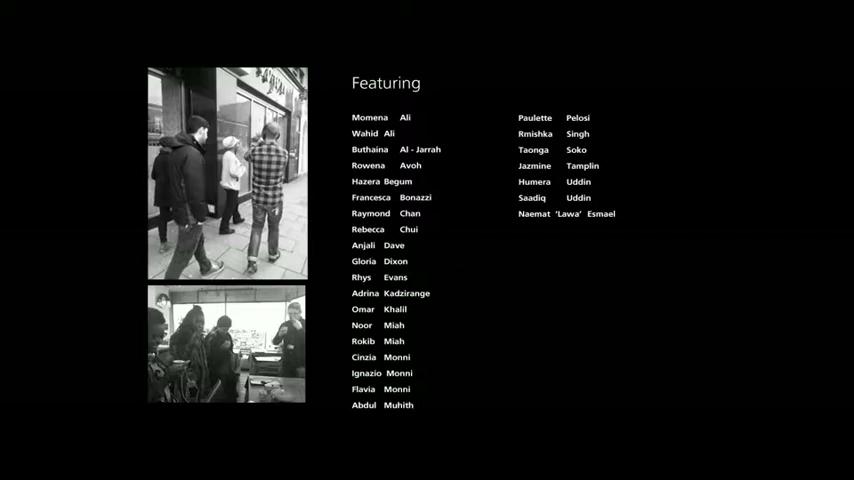 Featuring
Momena Ali
Wahid Ali
Buthaina Al - Jarrah
Rowena Avoh
Hazera Begum
Francesca Bonazzi
Raymond Chan
Rebecca Chui
Anjali Dave
Gloria Dixon
Rhys Evans
Adrina Kadzirange
Omar Khalil
Noor Miah
Rokib Miah
Cinzia Monni
Ignazio Monni
Flavia Monni
Abdul Muhith
Paulette Pelosi
Rmishka Singh
Taonga Soko
Jazmine Tamplin
Humera Uddin
Saadiq Uddin
Naemat ‘Lawa’ Esmael